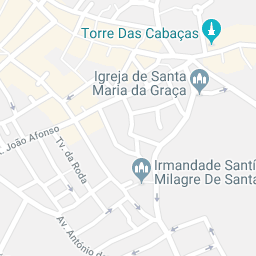 Torre Das Cabaças
Igreja de Santa
Maria da Graça
. João Afonso
Tv. da Roda
Irmandade Santí
Milagre De Santa
Av. António d